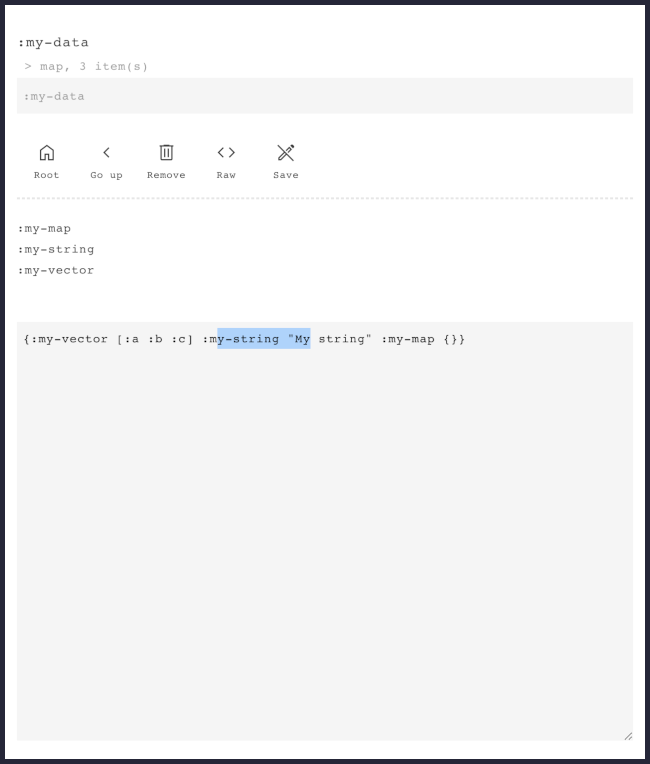 :my-data
> map, 3 item(s)
:my-data
Root Go up Remove Raw Save
:my-map
:my-string
:my-vector
{:my-vector [:a :b :c] :my-string "My string" :my-map {}}